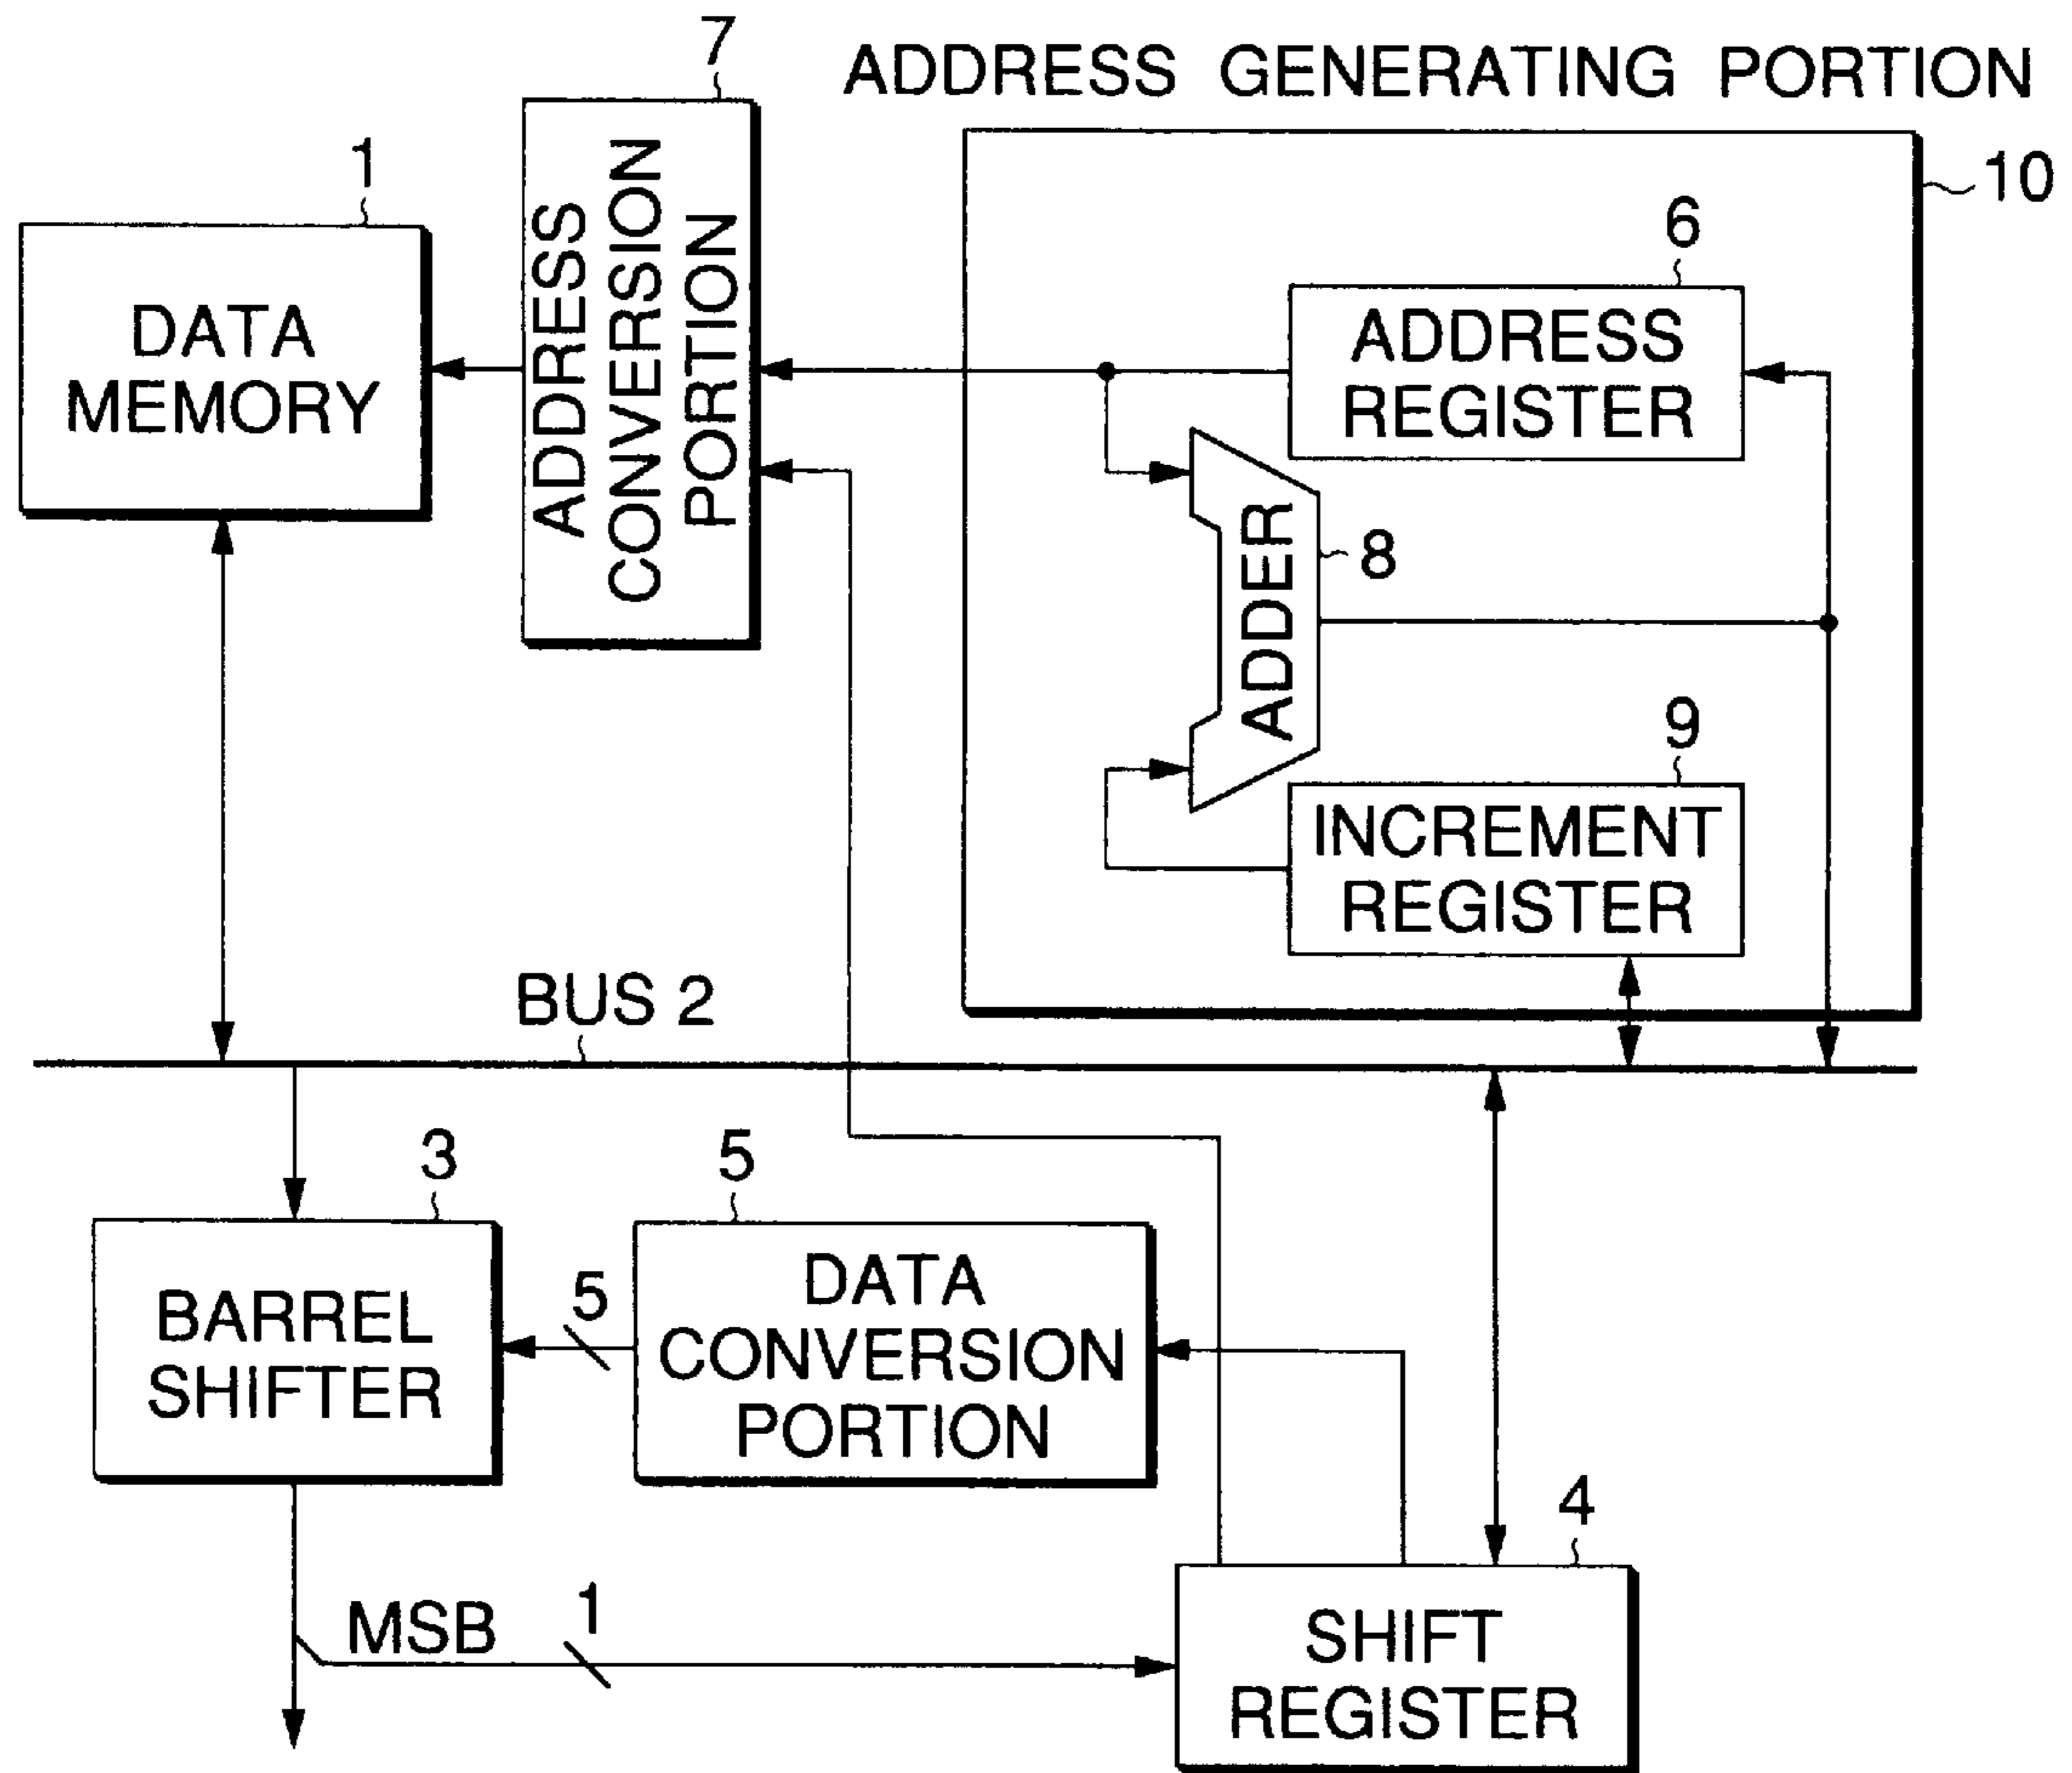 7
ADDRESS GENERATING PORTION
10
1
DATA
MEMORY
ADDRESS
CONVERSION
PORTION
6
ADDRESS
REGISTER
ADDER
8
9
INCREMENT
REGISTER
BUS 2
3
BARREL
SHIFTER
5
5
DATA
CONVERSION
PORTION
4
SHIFT
REGISTER
MSB
1